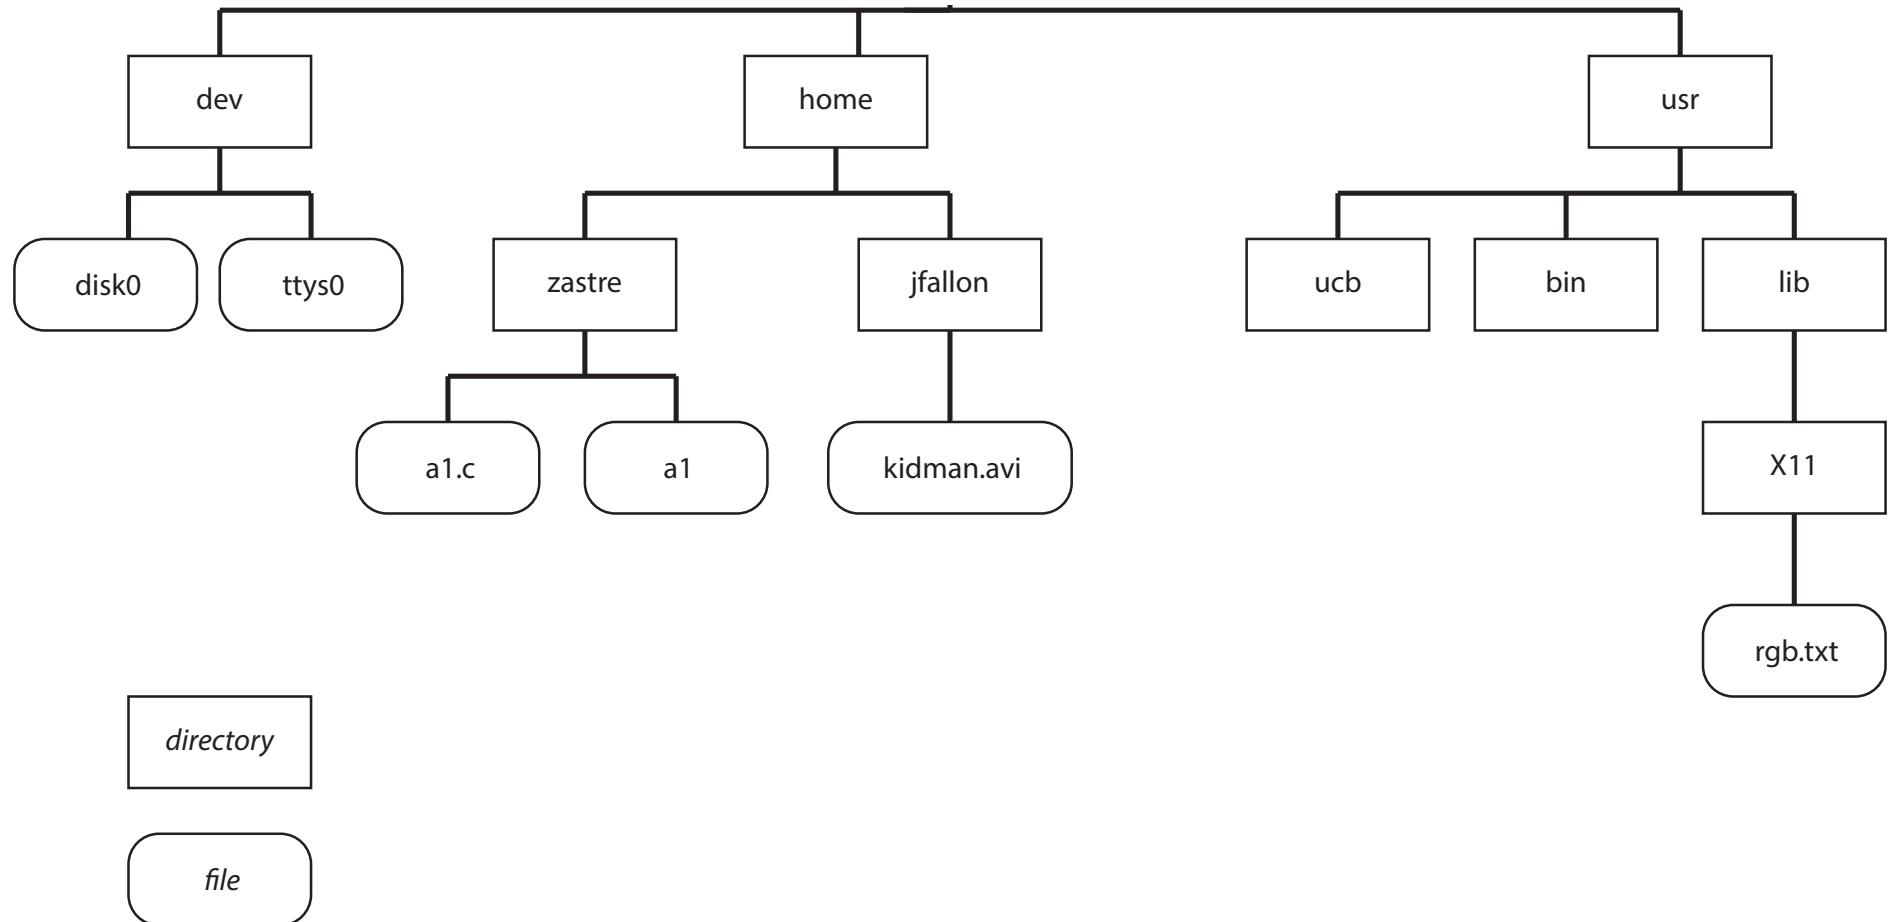 dev
home
usr
disk0
ttys0
zastre
jfallon
ucb
bin
lib
a1.c
a1
kidman.avi
X11
rgb.txt
directory
file